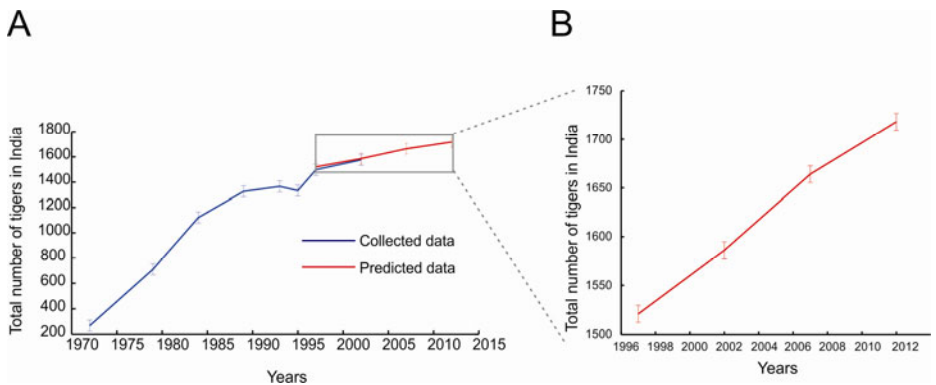 A
Total number of tigers in India
1800
1600
1400
1200
1000
800
600
400
200
1970 1975 1980 1985 1990 1995 2000 2005 2010 2015
Years
Collected data
Predicted data
B
Total number of tigers in India
1750
1700
1650
1600
1550
1500
1996 1998 2000 2002 2004 2006 2008 2010 2012
Years